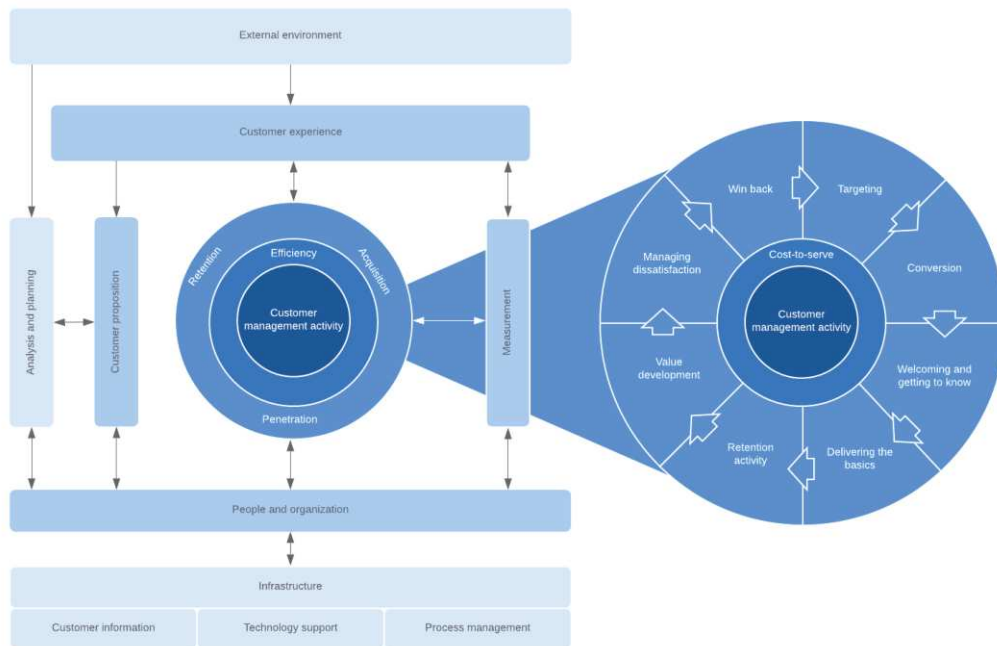 External environment
Customer experience
Analysis and planning
Customer proposition
Retention
Efficiency
Acquisition
Customer
management activity
Penetration
Measurement
People and organization
Infrastructure
Customer information
Technology support
Process management
Win back
Targeting
Managing
dissatisfaction
Cost-to-serve
Conversion
Customer
management activity
Value
development
Welcoming and
getting to know
Retention
activity
Delivering the
basics